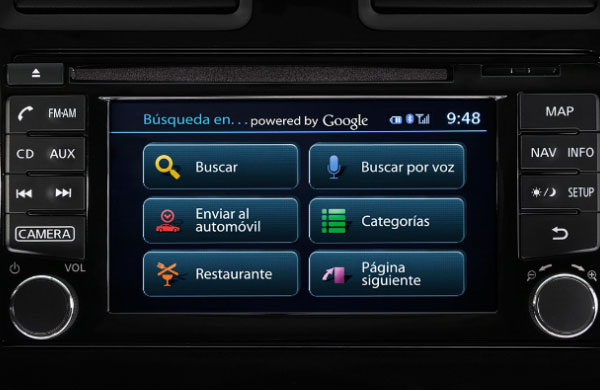 FM·AM
CD AUX
CAMERA
VOL
Búsqueda en... powered by Google 9:48
Buscar
Buscar por voz
Enviar al
automóvil
Categorías
Restaurante
Página
siguiente
MAP
NAV INFO
SETUP